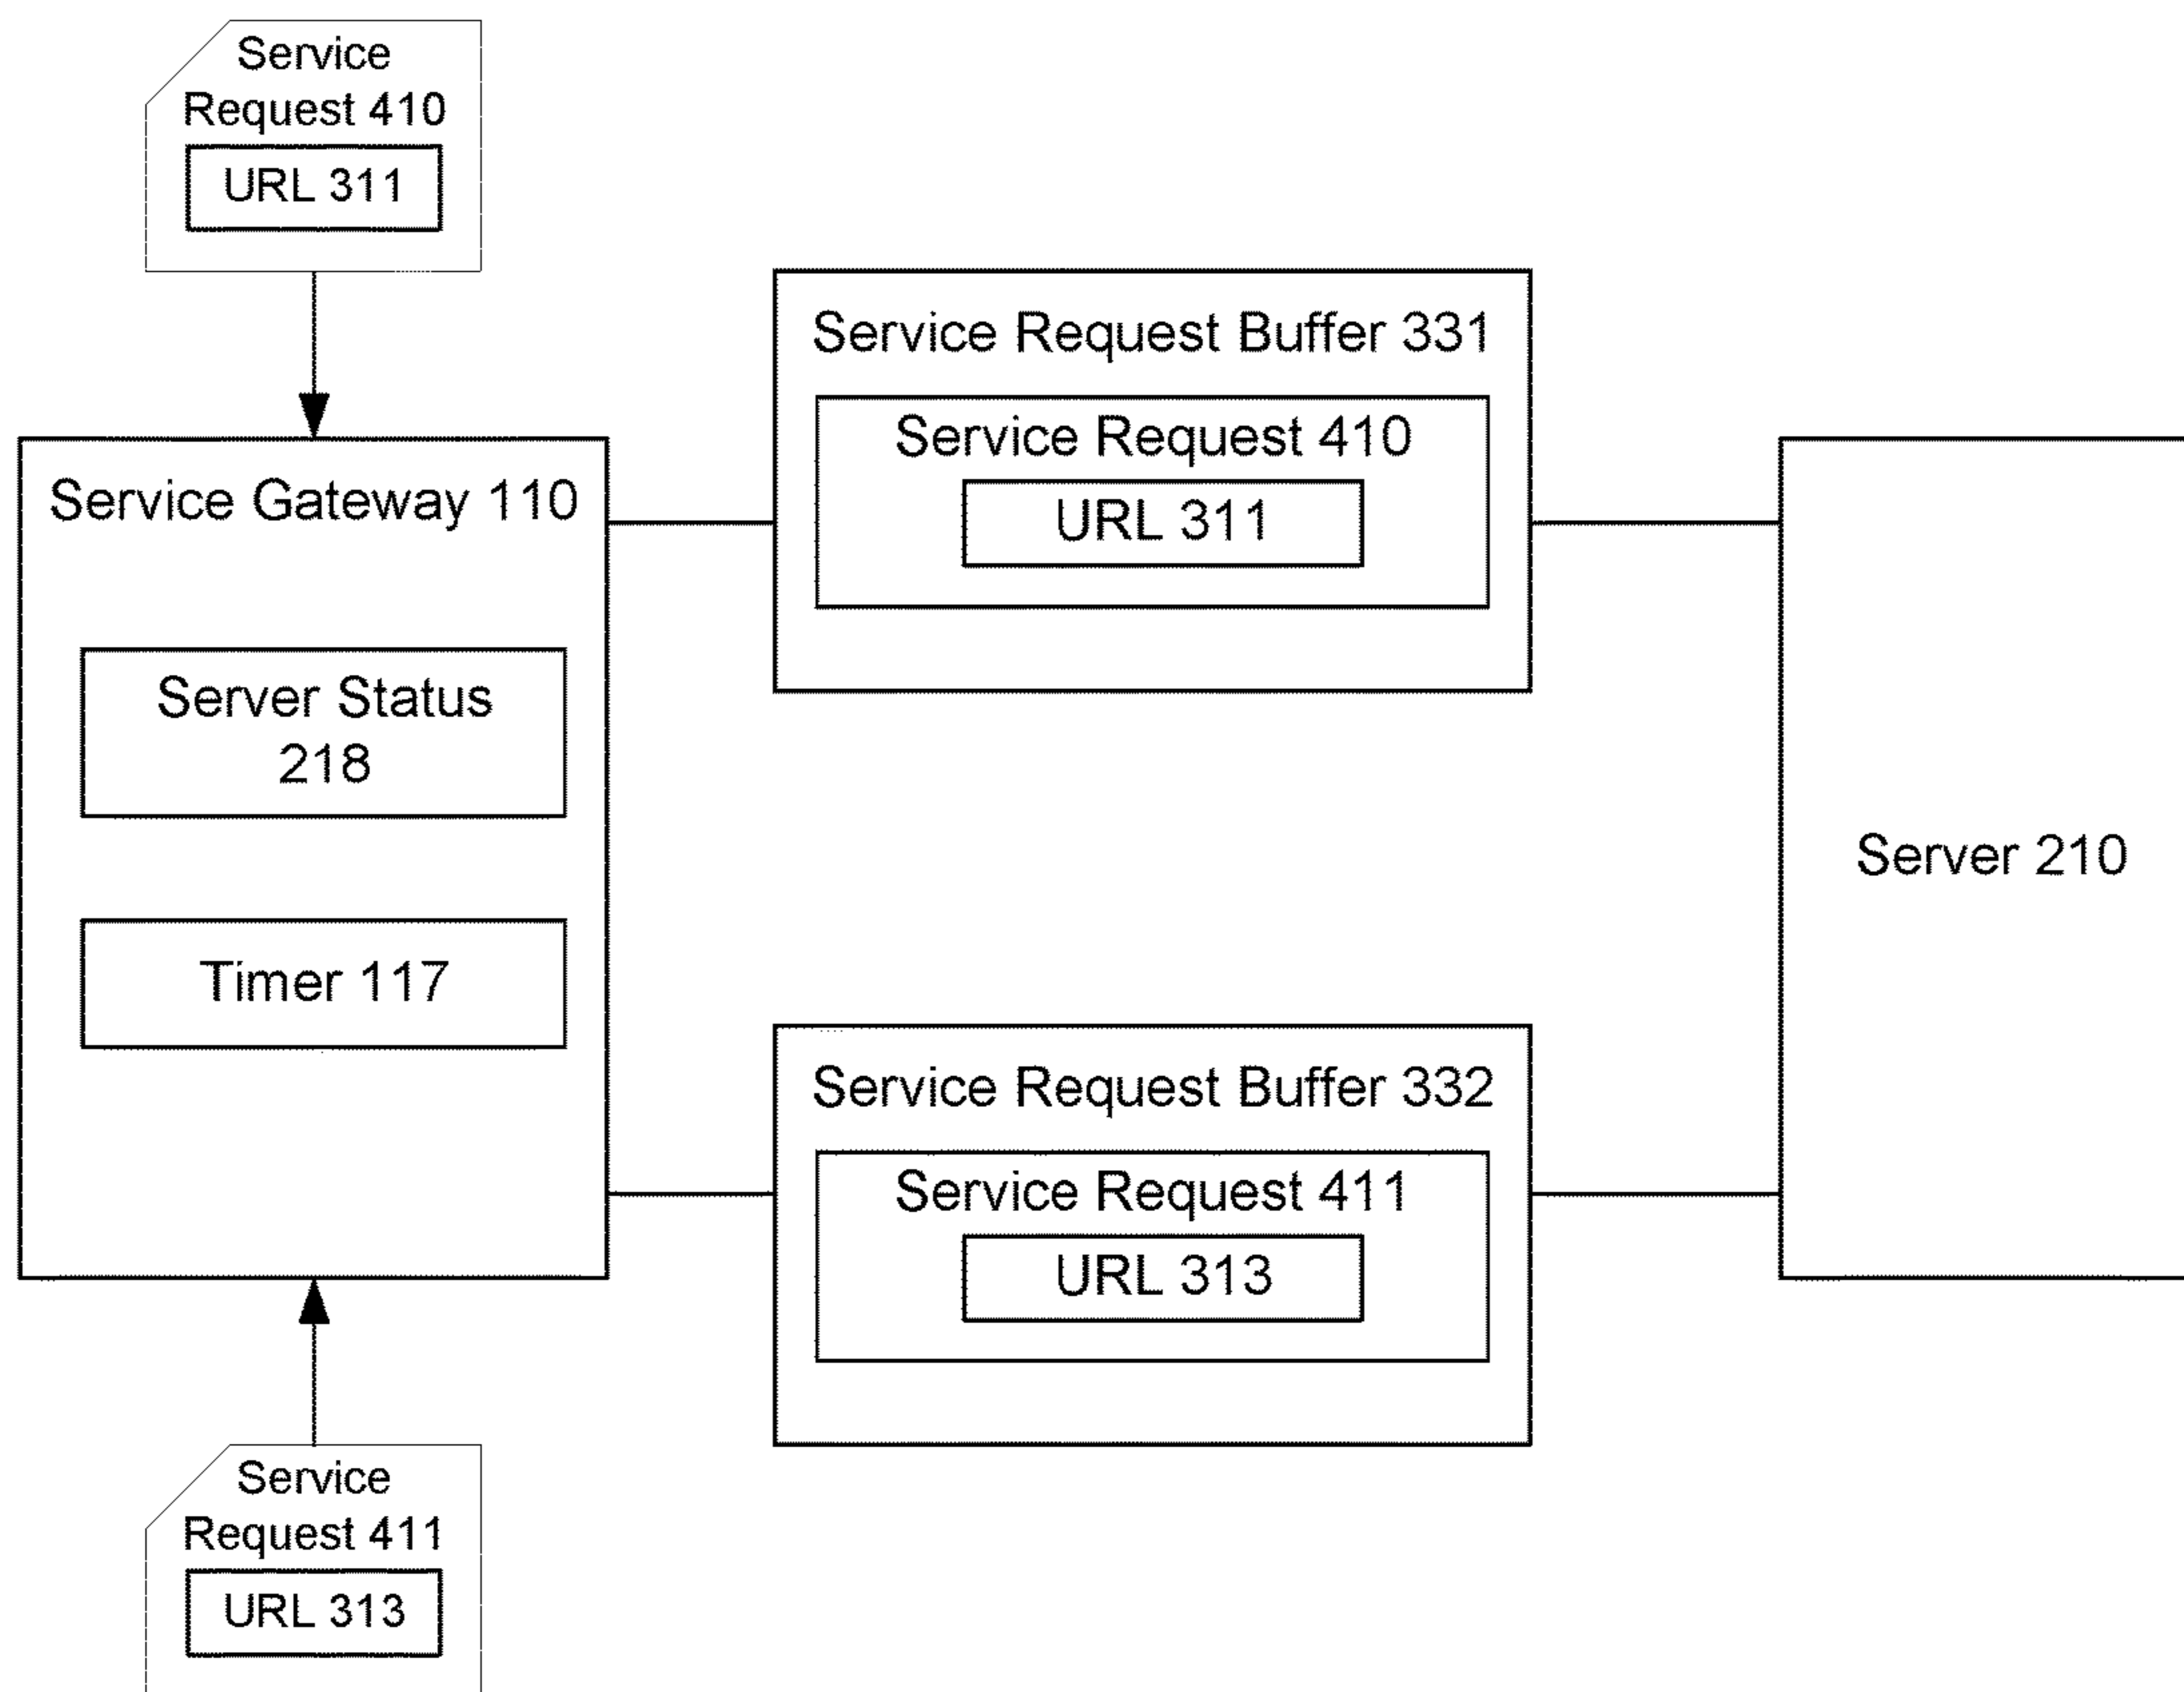 Service
Request 410
URL 311
Service Gateway 110
Server Status
218
Timer 117
Service Request Buffer 331
Service Request 410
URL 311
Service Request Buffer 332
Service Request 411
URL 313
Server 210
Service
Request 411
URL 313